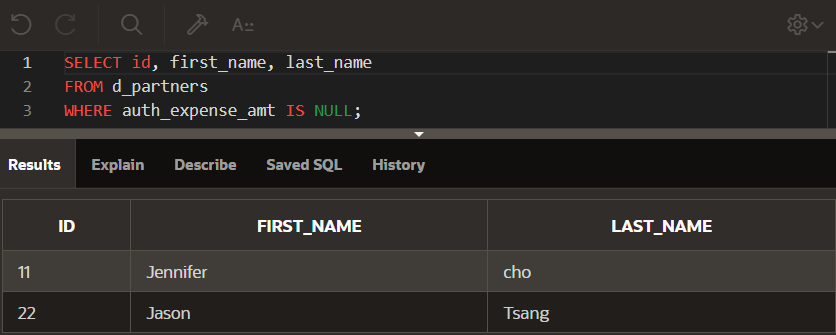 A::
1 SELECT id, first_name, last_name
2 FROM d_partners
3 WHERE auth_expense_amt IS NULL;
Results Explain Describe Saved SQL History
ID FIRST_NAME LAST_NAME
11 Jennifer cho
22 Jason Tsang